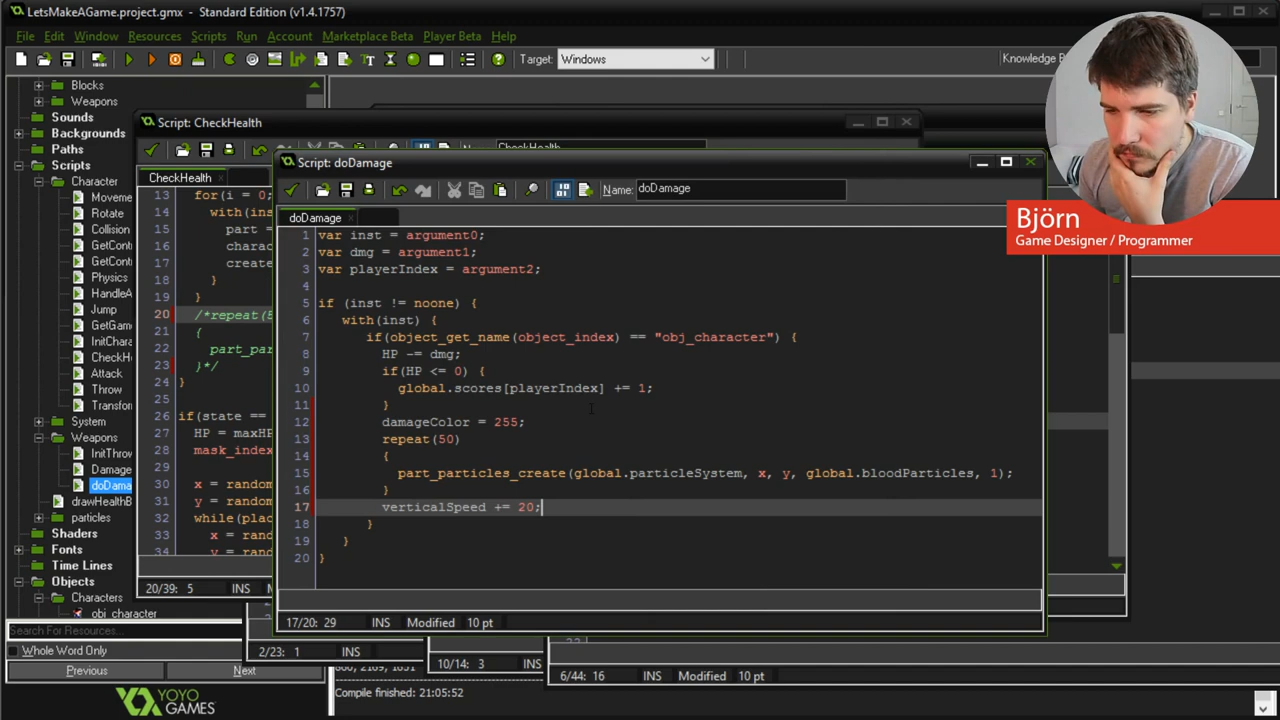 LetsMakeAGame.project.gmx - Standard Edition (v1.4.1757)
File Edit Window Resources Scripts Run Account Marketplace Beta Player Beta Help
Target: Windows
Knowledge B
Blocks
Weapons
Sounds
Backgrounds
Paths
Scripts
Character
Movem
Rotate
Collision
GetCont
GetCont
Physics
HandleA
Jump
GetGam
InitChar
CheckH
Attack
Throw
Transfor
System
Weapons
InitThrow
Damage
doDama
drawHealthB
particles
Shaders
Fonts
Time Lines
Objects
Characters
obj_character
Search For Resources...
Whole Word Only
Previous Next
YOYO
GAMES™
Script: CheckHealth
Name: CheckHealth
CheckHealth
13 for(i = 0;
14 with(ins
15 part =
16 chara
17 create
18 }
19 }
20 /*repeat(5
21 {
22 part_par
23 }*/
24 }
25
26 if(state ==
27 HP = maxHP
28 mask_index
29
30 x = random
31 y = random
32 while(plac
33 x = rand
34 y = rand
20/39: 5 INS
Script: doDamage
Name: doDamage
doDamage
1 var inst = argument0;
2 var dmg = argument1;
3 var playerIndex = argument2;
4
5 if (inst != noone) {
6 with(inst) {
7 if(object_get_name(object_index) == "obj_character") {
8 HP -= dmg;
9 if(HP <= 0) {
10 global.scores[playerIndex] += 1;
11 }
12 damageColor = 255;
13 repeat(50)
14 {
15 part_particles_create(global.particleSystem, x, y, global.bloodParticles, 1);
16 }
17 verticalSpeed += 20;
18 }
19 }
20 }
17/20: 29 INS Modified 10 pt
2/23: 1 INS
10/14: 3 INS
6/44: 16 INS Modified 10 pt
Compile finished: 21:05:52
Björn
Game Designer / Programmer